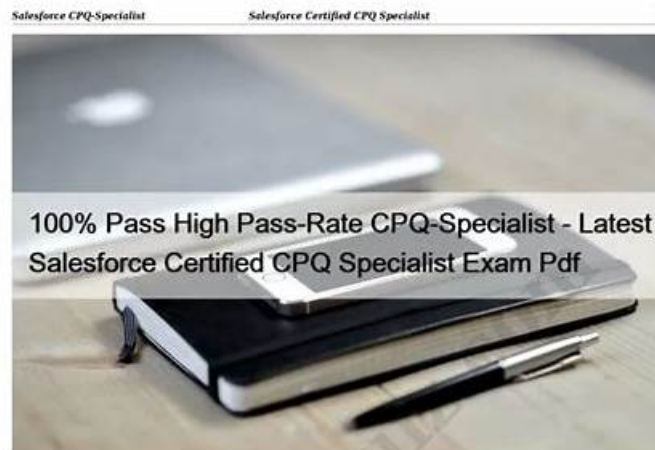 Salesforce CPQ-Specialist Salesforce Certified CPQ Specialist
100% Pass High Pass-Rate CPQ-Specialist - Latest
Salesforce Certified CPQ Specialist Exam Pdf